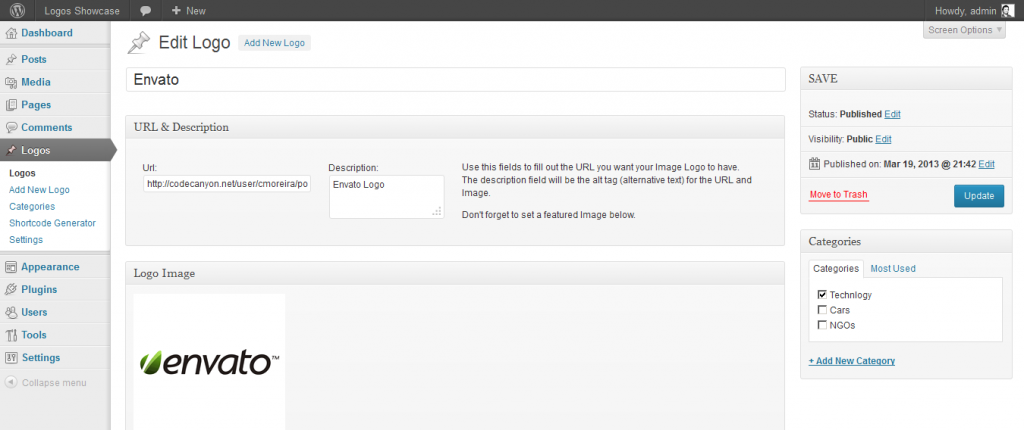 Logos Showcase
+ New
Howdy, admin
Dashboard
Posts
Media
Pages
Comments
Logos
Logos
Add New Logo
Categories
Shortcode Generator
Settings
Appearance
Plugins
Users
Tools
Settings
Collapse menu
Screen Options
Edit Logo Add New Logo
Envato
URL & Description
Url:
http://codecanyon.net/user/cmoreira/po
Description:
Envato Logo
Use this fields to fill out the URL you want your Image Logo to have.
The description field will be the alt tag (alternative text) for the URL and
Image.
Don't forget to set a featured Image below.
Logo Image
envato™
SAVE
Status: Published Edit
Visibility: Public Edit
Published on: Mar 19, 2013 @ 21:42 Edit
Move to Trash
Update
Categories
Categories Most Used
Technlogy
Cars
NGOs
+ Add New Category